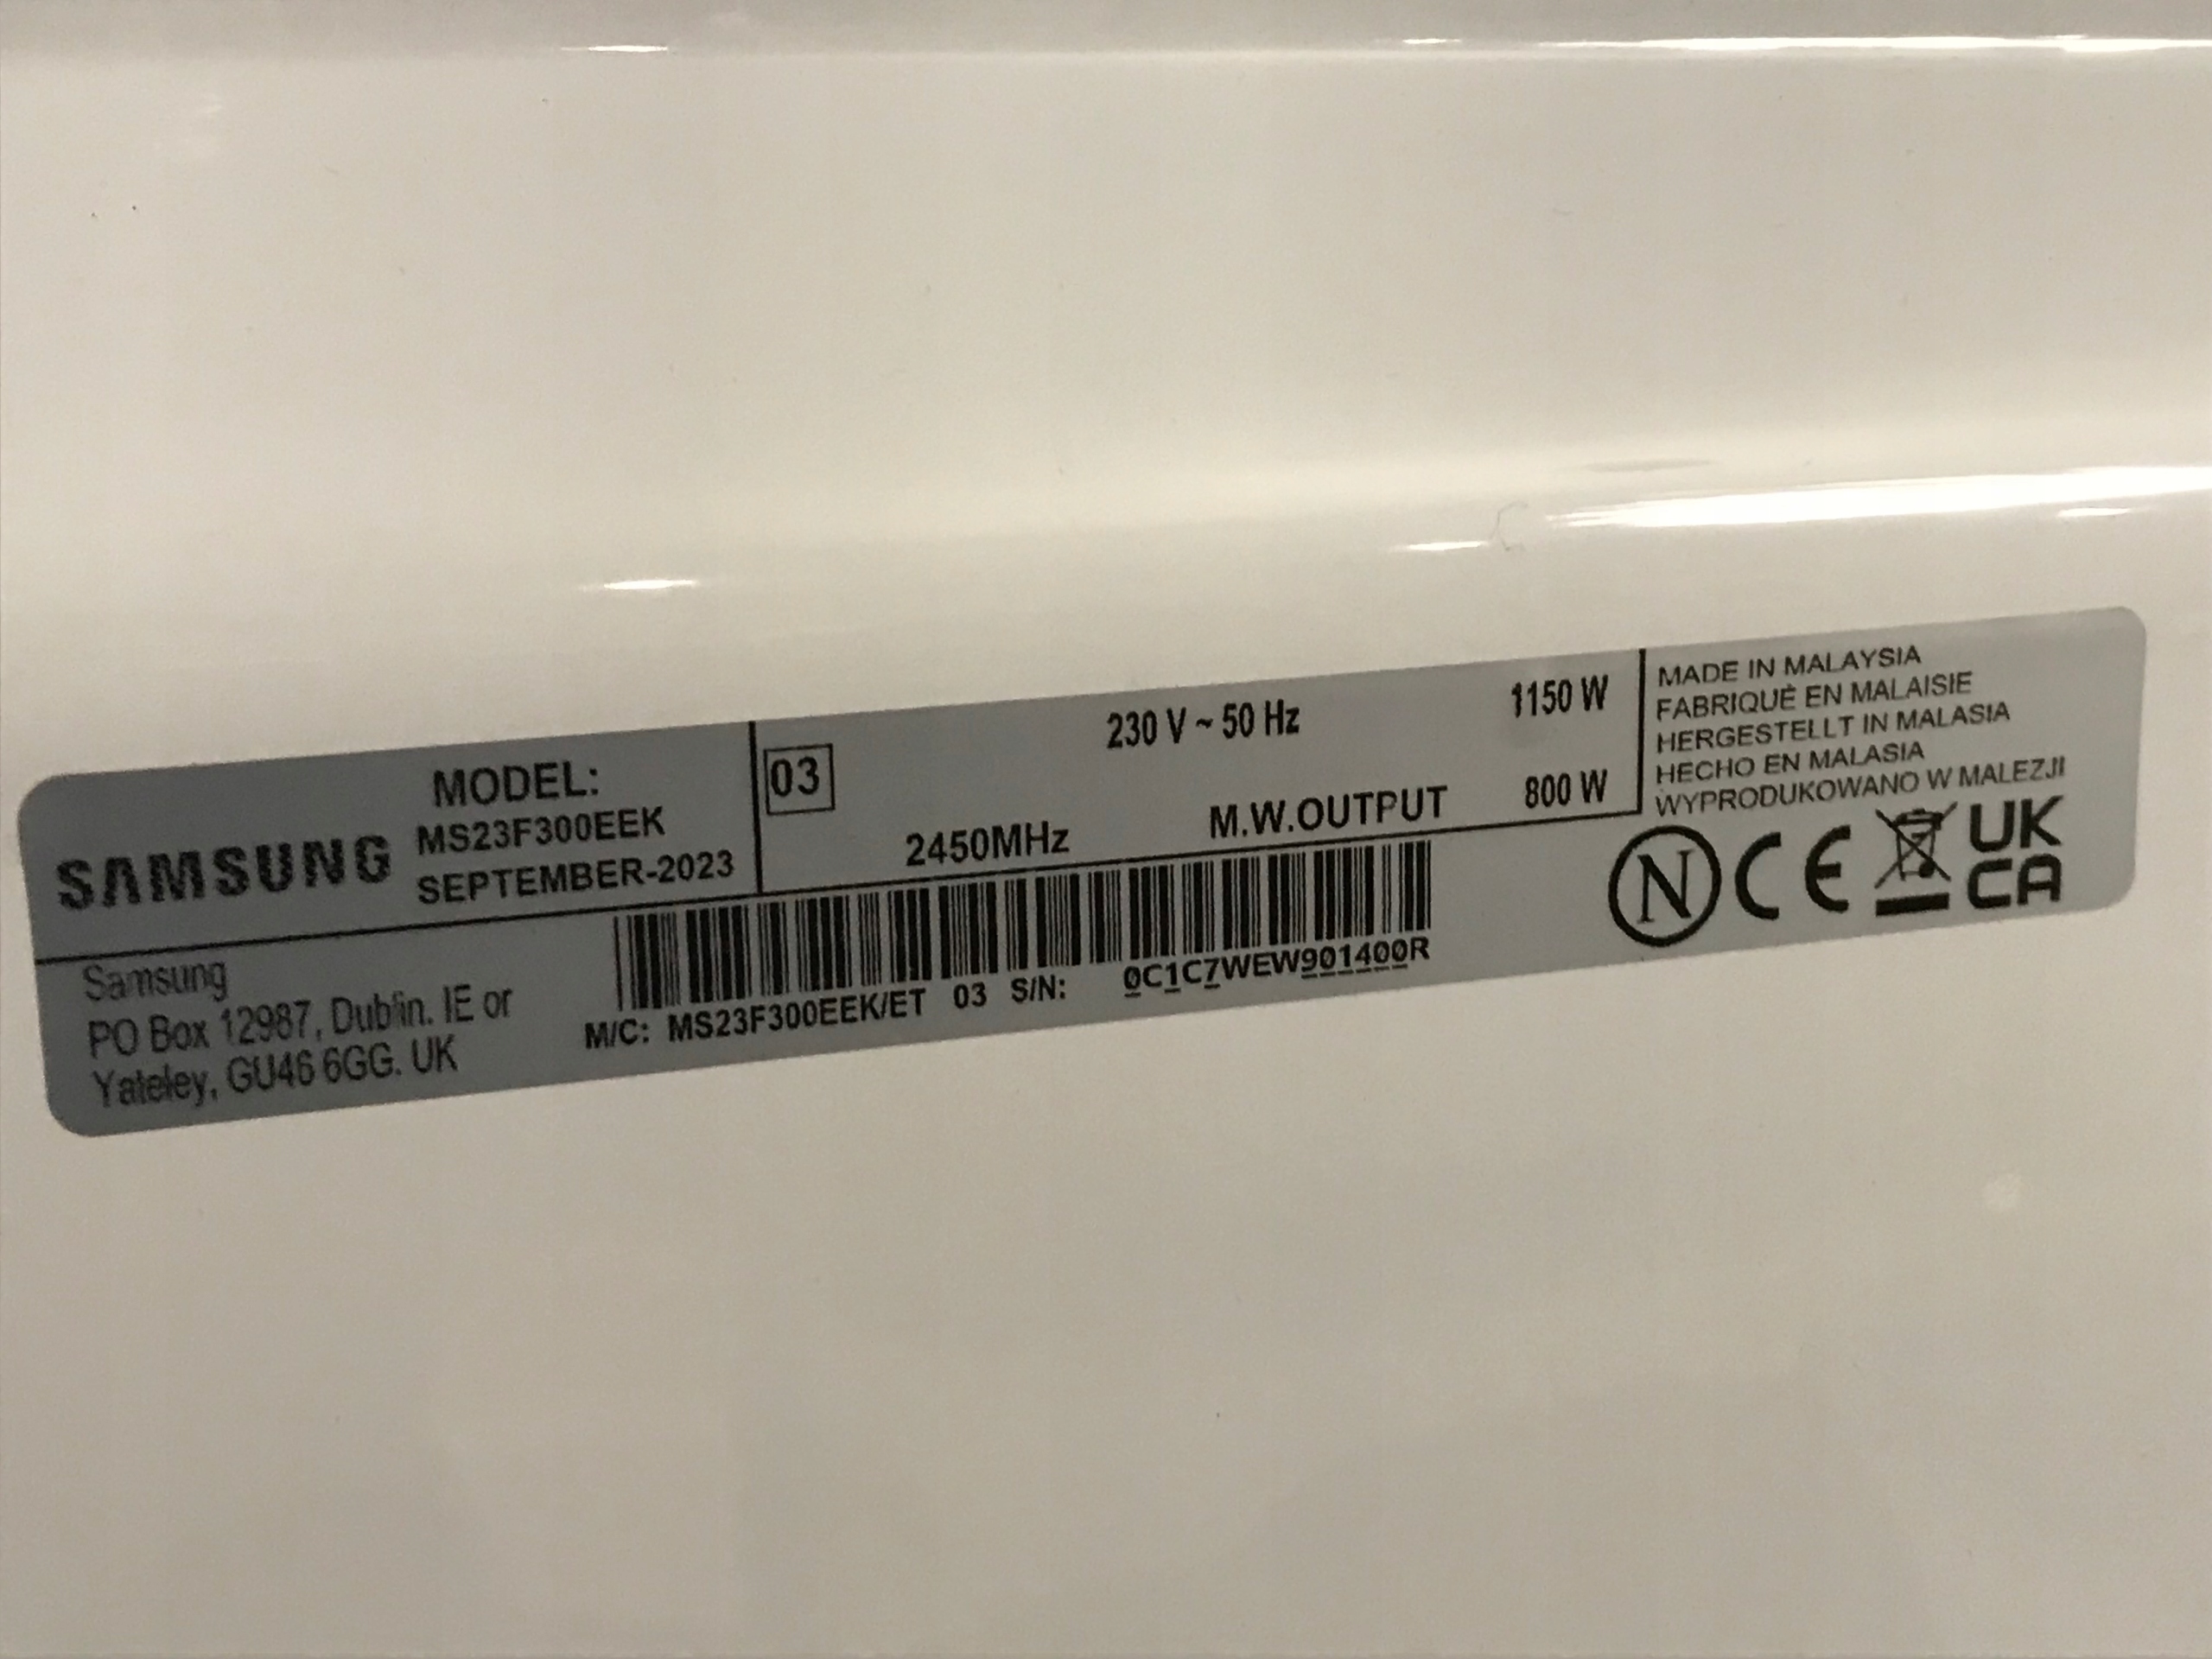 SAMSUNG
MODEL:
MS23F300EEK
SEPTEMBER-2023
03
230 V ~ 50 Hz
1150 W
2450MHz
M.W.OUTPUT
800 W
MADE IN MALAYSIA
FABRIQUÉ EN MALAISIE
HERGESTELLT IN MALASIA
HECHO EN MALASIA
WYPRODUKOWANO W MALEZJI
Samsung
PO Box 12987, Dublin. IE or
Yateley, GU46 6GG. UK
M/C: MS23F300EEK/ET 03 S/N: 0C1C7WEW901400R
N CE UK
CA